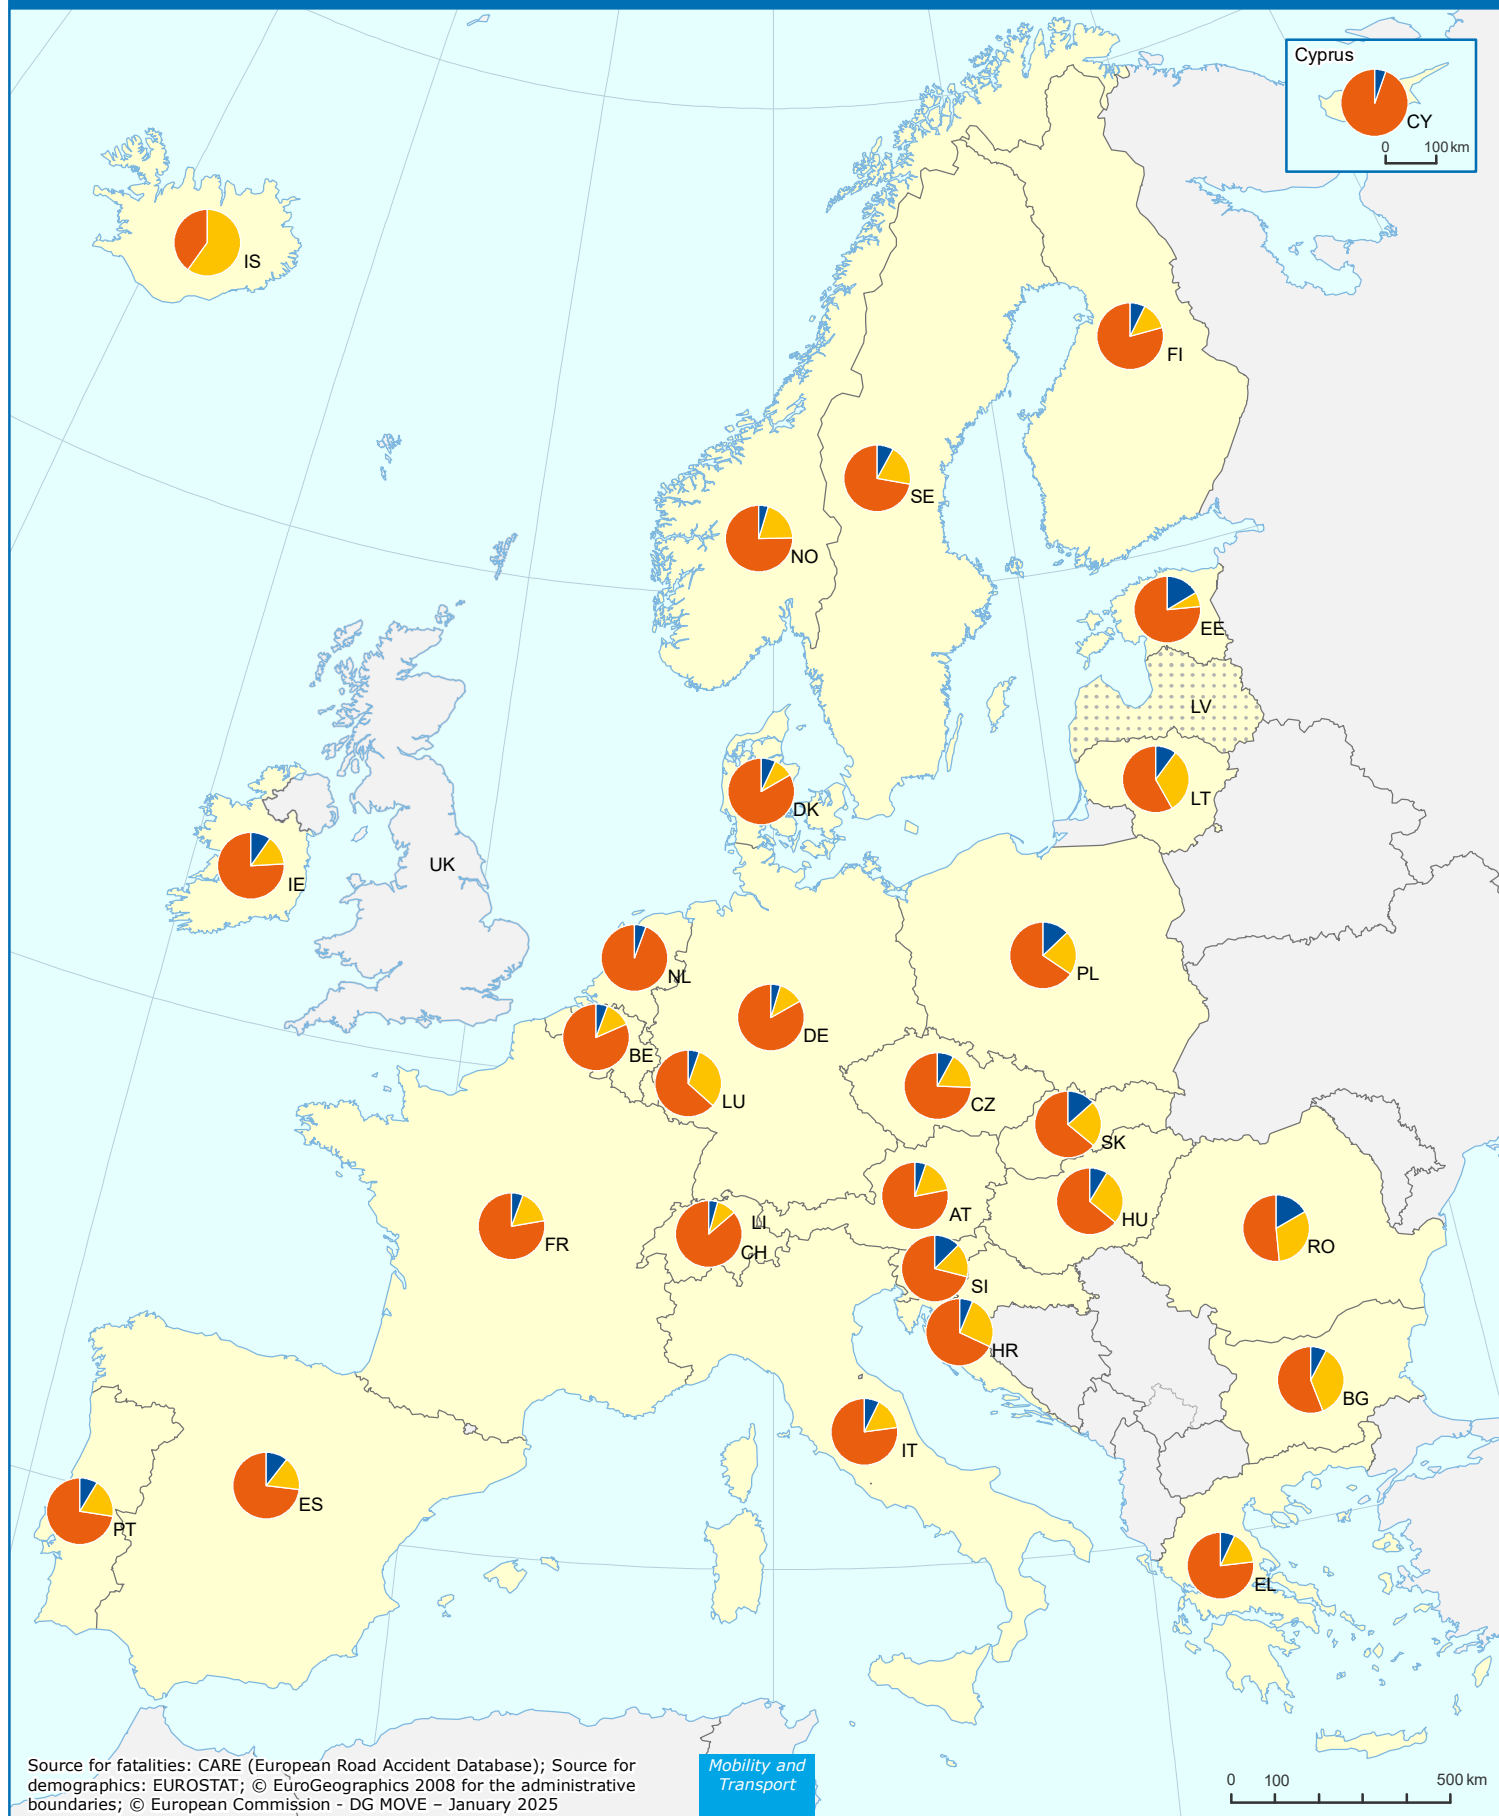 Cyprus
CY
0 100 km
IS
FI
SE
NO
EE
LV
LT
DK
IE
UK
NL
PL
DE
BE
LU
CZ
SK
AT
HU
LI
CH
FR
RO
SI
HR
BG
IT
ES
PT
EL
Source for fatalities: CARE (European Road Accident Database); Source for
demographics: EUROSTAT; © EuroGeographics 2008 for the administrative
boundaries; © European Commission - DG MOVE – January 2025
Mobility and
Transport
0 100 500 km